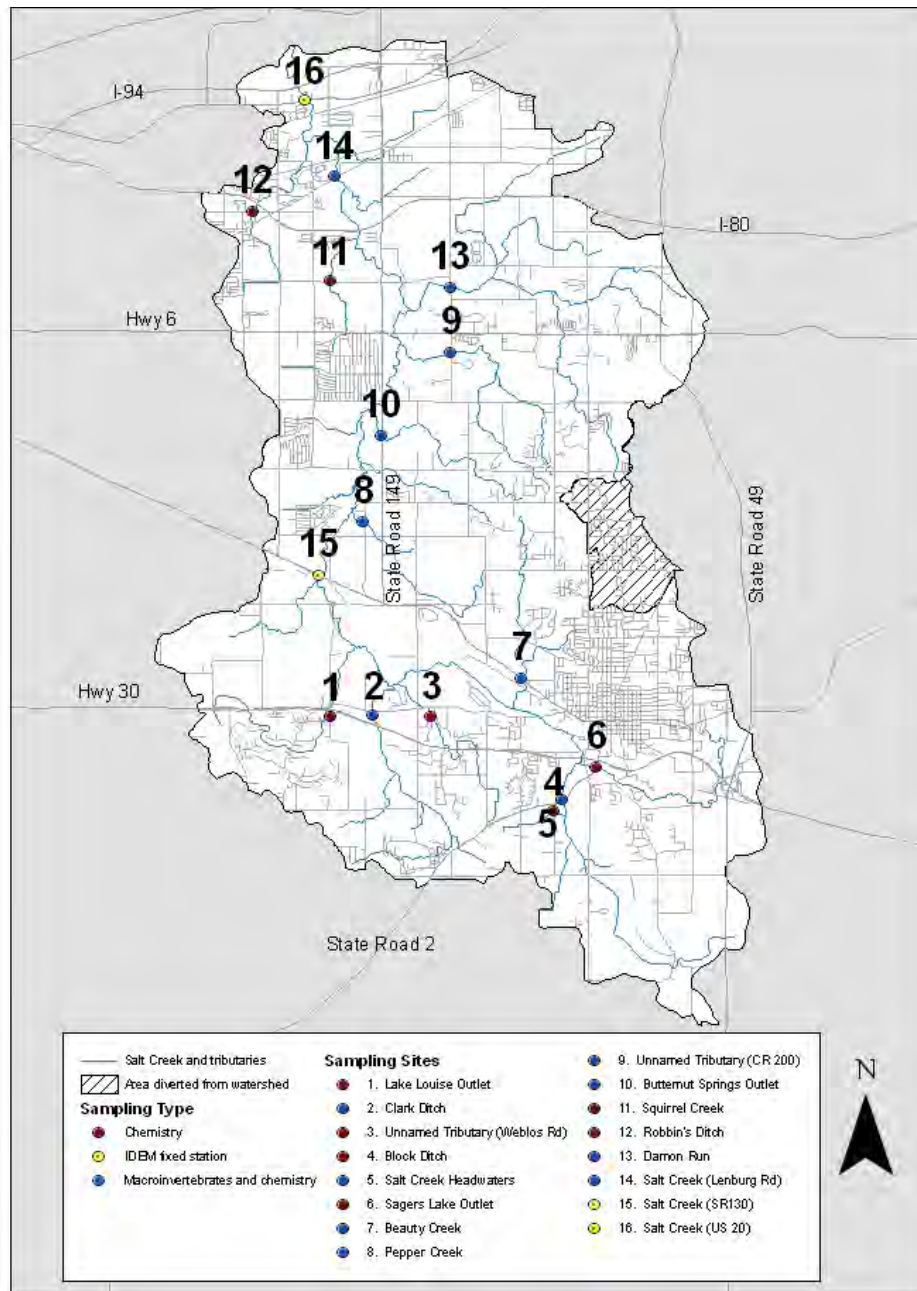 16
I-94
14
12
I-80
11
13
Hwy 6
9
10
8
State Road 149
15
State Road 49
7
Hwy 30
1
2
3
6
4
5
State Road 2
N
Salt Creek and tributaries
Area diverted from watershed
Sampling Type
Chemistry
IDEM fixed station
Macroinvertebrates and chemistry
Sampling Sites
1. Lake Louise Outlet
2. Clark Ditch
3. Unnamed Tributary (Weblos Rd)
4. Block Ditch
5. Salt Creek Headwaters
6. Sagers Lake Outlet
7. Beauty Creek
8. Pepper Creek
9. Unnamed Tributary (CR 200)
10. Butternut Springs Outlet
11. Squirrel Creek
12. Robbin's Ditch
13. Damon Run
14. Salt Creek (Lenburg Rd)
15. Salt Creek (SR130)
16. Salt Creek (US 20)